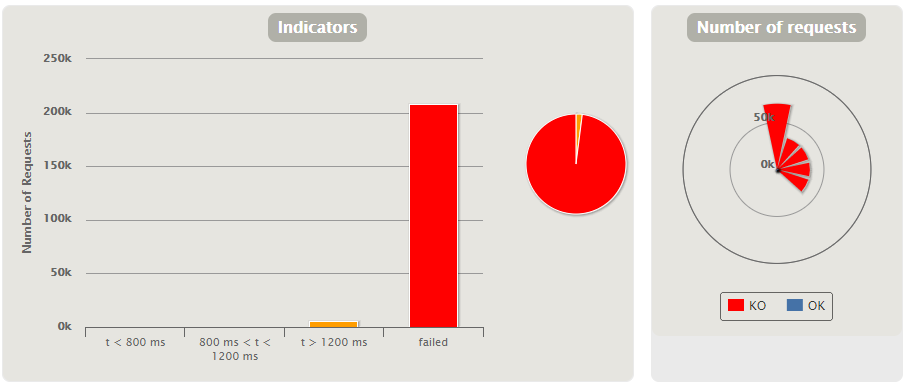 Indicators
Number of Requests
250k
200k
150k
100k
50k
0k
t < 800 ms
800 ms < t <
1200 ms
t > 1200 ms
failed
Number of requests
50k
0k
KO
OK